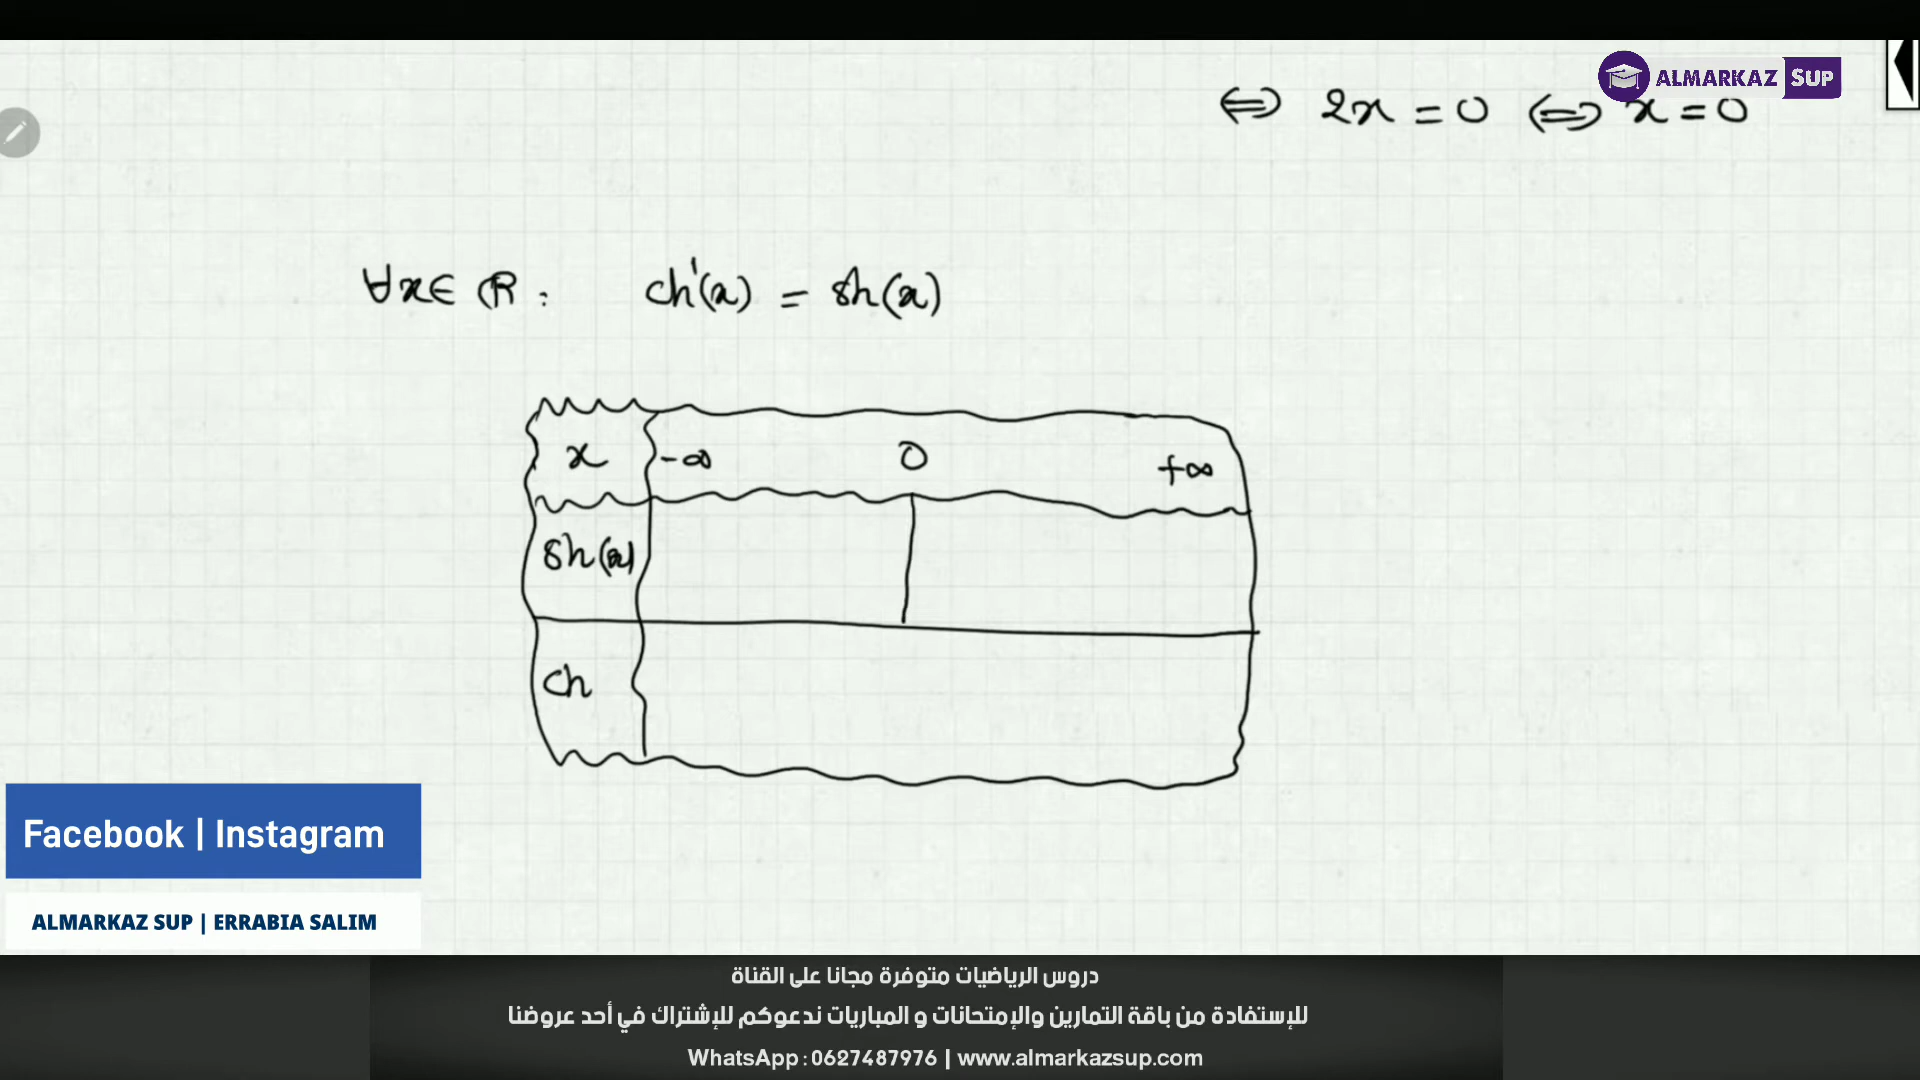 ALMARKAZ SUP
⟺ 2x = 0 ⟺ x = 0
∀x∈ ℝ : ch'(x) = sh(x)
x -∞ 0 +∞
sh(x)
ch
Facebook | Instagram
ALMARKAZ SUP | ERRABIA SALIM
دروس الرياضيات متوفرة مجانا على القناة
للإستفادة من باقة التمارين والإمتحانات و المباريات ندعوكم للإشتراك في أحد عروضنا
WhatsApp : 0627487976 | www.almarkazsup.com